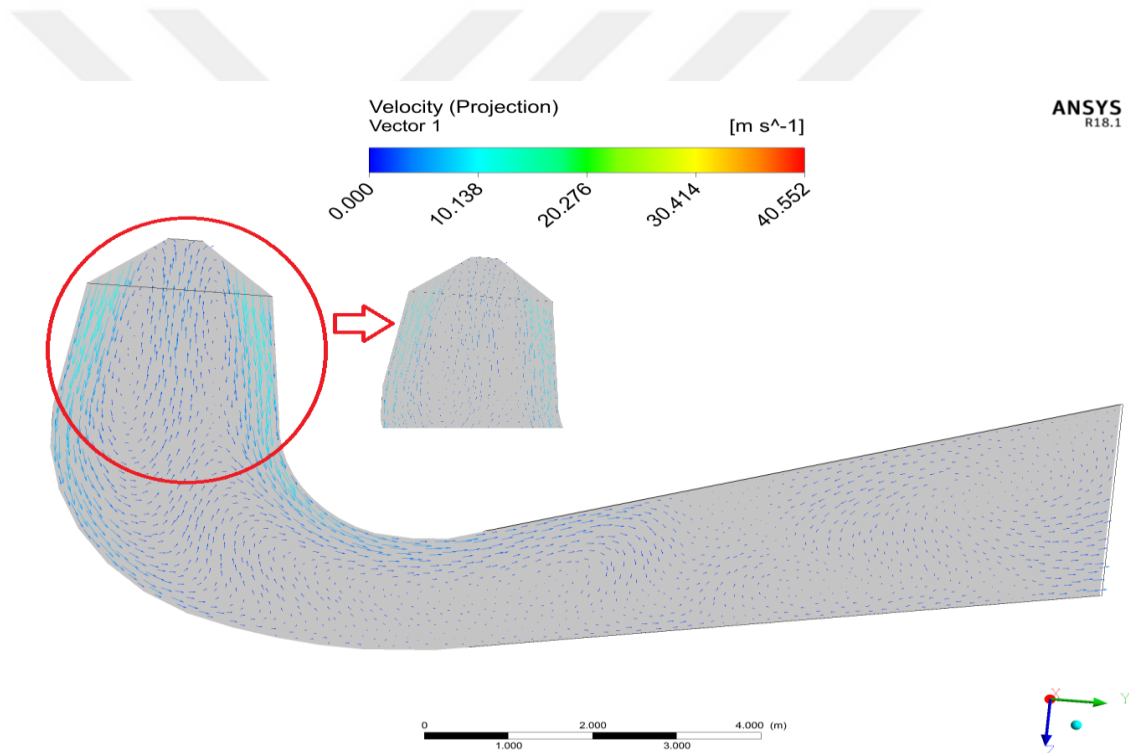 Velocity (Projection)
Vector 1
[m s^-1]
0.000
10.138
20.276
30.414
40.552
ANSYS
R18.1
0
2.000
4.000 (m)
1.000
3.000
X
Y
Z